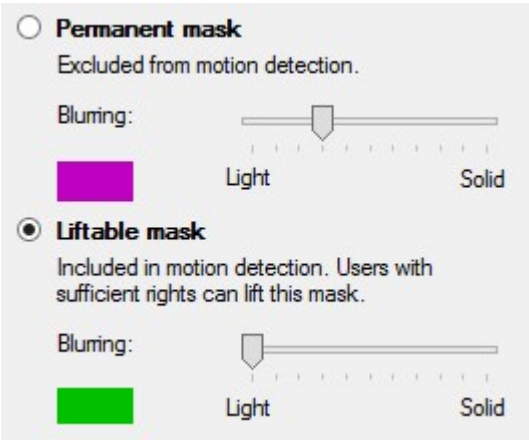 Permanent mask
Excluded from motion detection.
Blurring:
Light Solid
Liftable mask
Included in motion detection. Users with
sufficient rights can lift this mask.
Blurring:
Light Solid